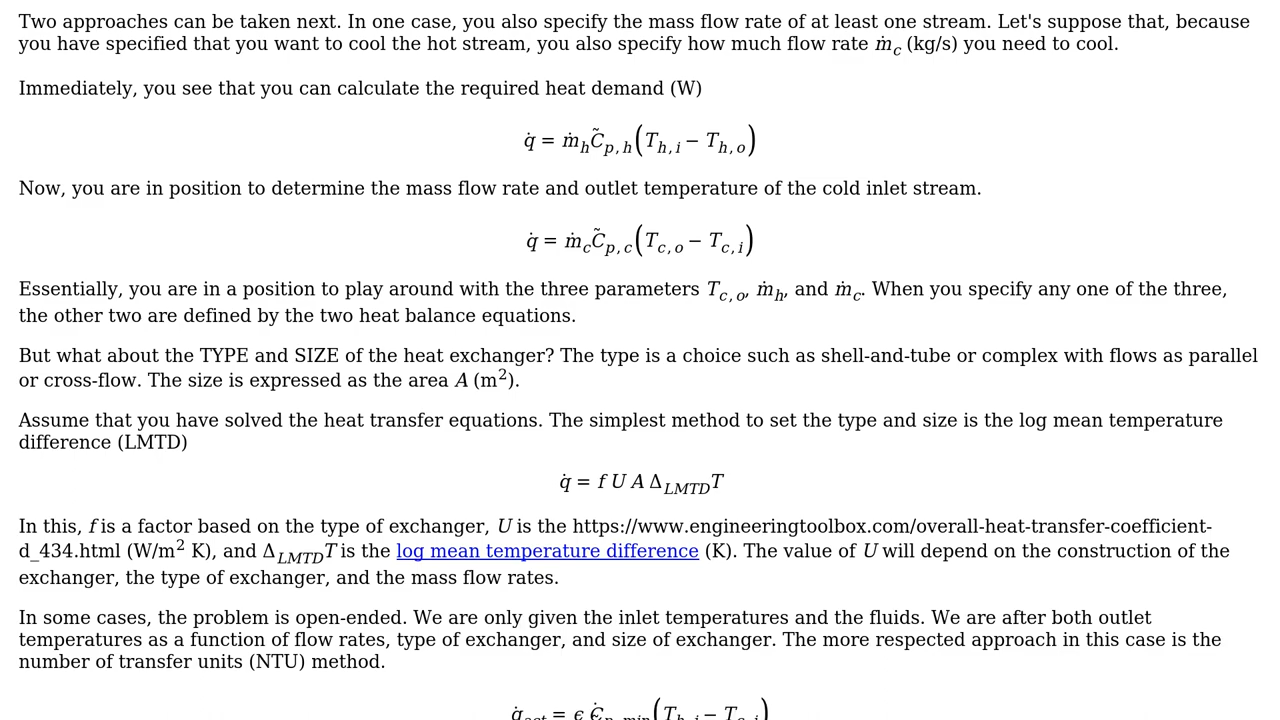 Two approaches can be taken next. In one case, you also specify the mass flow rate of at least one stream. Let's suppose that, because
you have specified that you want to cool the hot stream, you also specify how much flow rate ṁ_c (kg/s) you need to cool.
Immediately, you see that you can calculate the required heat demand (W)
q̇ = ṁ_h C̃_{p,h} (T_{h,i} − T_{h,o})
Now, you are in position to determine the mass flow rate and outlet temperature of the cold inlet stream.
q̇ = ṁ_c C̃_{p,c} (T_{c,o} − T_{c,i})
Essentially, you are in a position to play around with the three parameters T_{c,o}, ṁ_h, and ṁ_c. When you specify any one of the three,
the other two are defined by the two heat balance equations.
But what about the TYPE and SIZE of the heat exchanger? The type is a choice such as shell-and-tube or complex with flows as parallel
or cross-flow. The size is expressed as the area A (m²).
Assume that you have solved the heat transfer equations. The simplest method to set the type and size is the log mean temperature
difference (LMTD)
q̇ = f U A Δ_{LMTD}T
In this, f is a factor based on the type of exchanger, U is the https://www.engineeringtoolbox.com/overall-heat-transfer-coefficient-
d_434.html (W/m² K), and Δ_{LMTD}T is the log mean temperature difference (K). The value of U will depend on the construction of the
exchanger, the type of exchanger, and the mass flow rates.
In some cases, the problem is open-ended. We are only given the inlet temperatures and the fluids. We are after both outlet
temperatures as a function of flow rates, type of exchanger, and size of exchanger. The more respected approach in this case is the
number of transfer units (NTU) method.